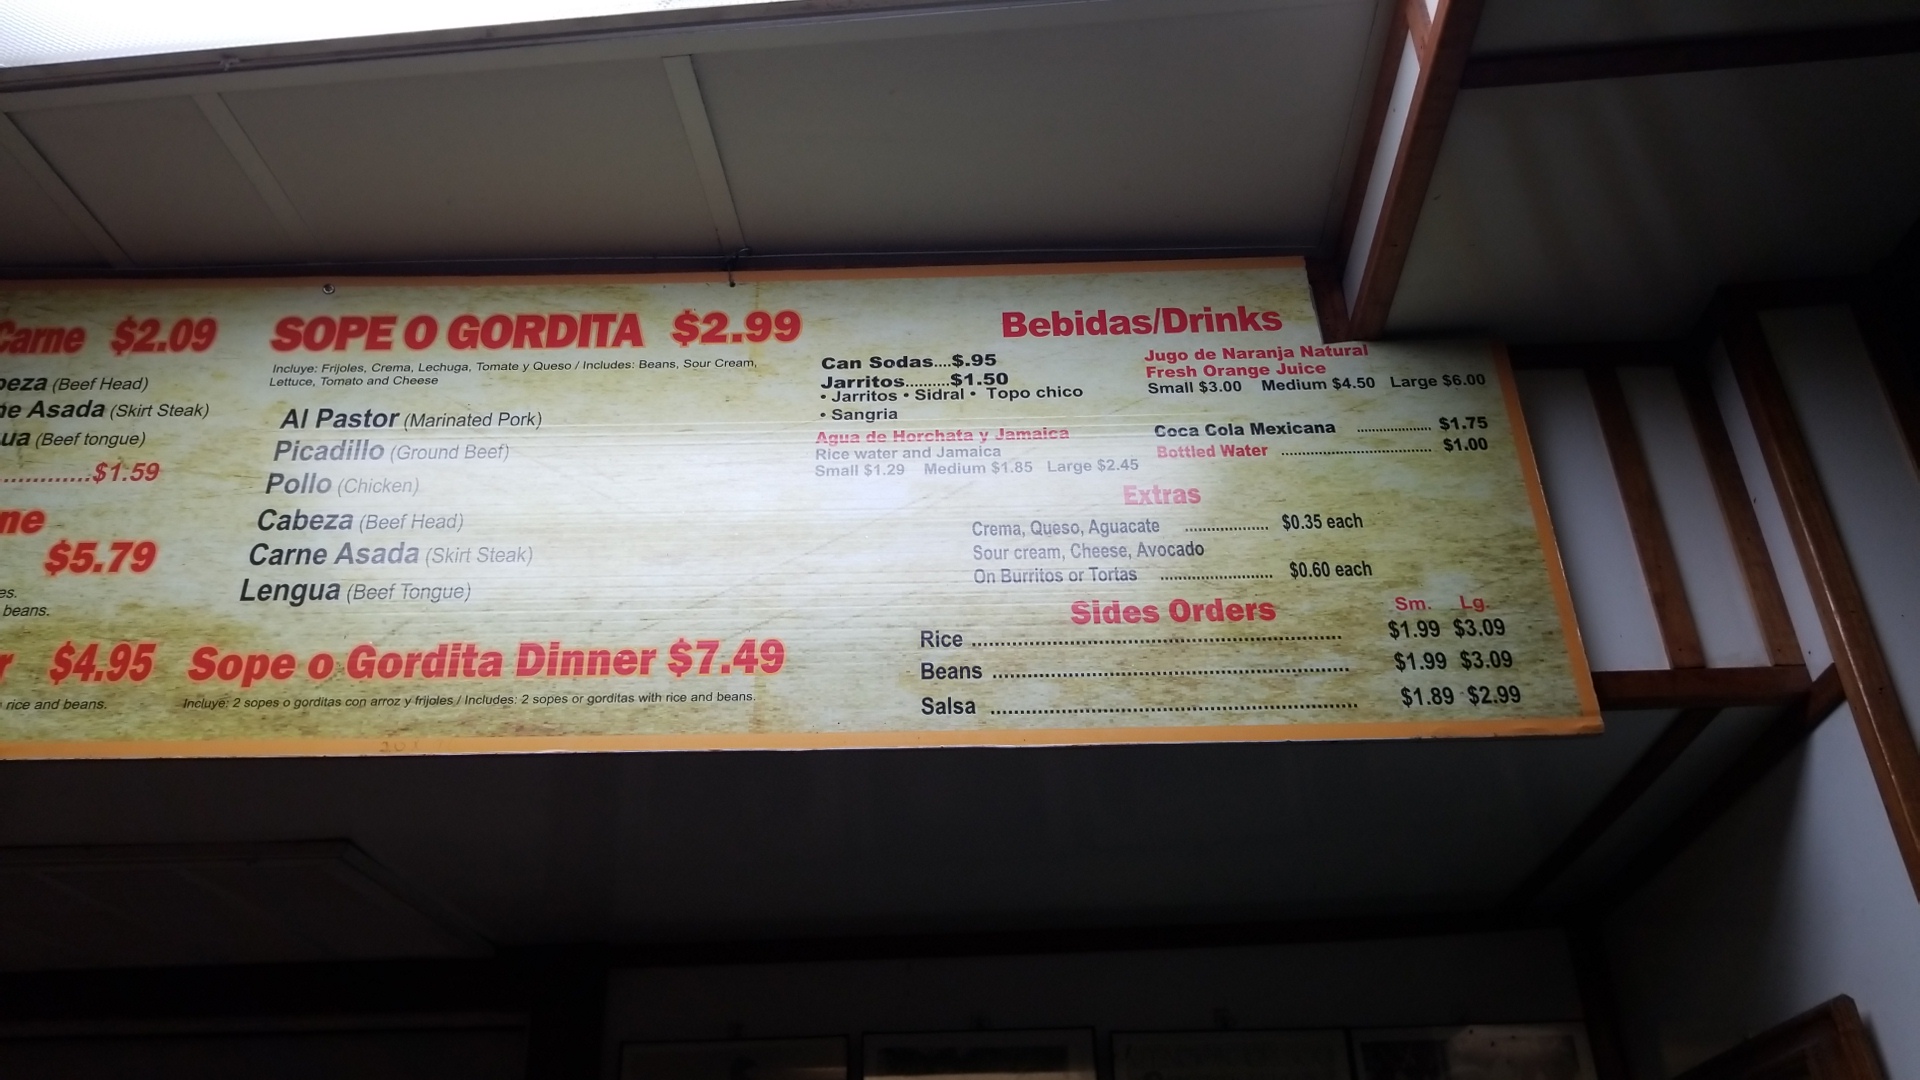 Carne $2.09
(Beef Head)
Asada (Skirt Steak)
(Beef tongue)
.............$1.59
$5.79
beans.
$4.95
rice and beans.
SOPE O GORDITA $2.99
Incluye: Frijoles, Crema, Lechuga, Tomate y Queso / Includes: Beans, Sour Cream,
Lettuce, Tomato and Cheese
Al Pastor (Marinated Pork)
Picadillo (Ground Beef)
Pollo (Chicken)
Cabeza (Beef Head)
Carne Asada (Skirt Steak)
Lengua (Beef Tongue)
Sope o Gordita Dinner $7.49
Incluye: 2 sopes o gorditas con arroz y frijoles / Includes: 2 sopes or gorditas with rice and beans.
Bebidas/Drinks
Can Sodas....$.95
Jarritos..........$1.50
• Jarritos • Sidral • Topo chico
• Sangria
Agua de Horchata y Jamaica
Rice water and Jamaica
Small $1.29 Medium $1.85 Large $2.45
Jugo de Naranja Natural
Fresh Orange Juice
Small $3.00 Medium $4.50 Large $6.00
Coca Cola Mexicana .................. $1.75
Bottled Water .................................... $1.00
Extras
Crema, Queso, Aguacate .................. $0.35 each
Sour cream, Cheese, Avocado
On Burritos or Tortas ........................ $0.60 each
Sides Orders
Sm. Lg.
Rice ........................................ $1.99 $3.09
Beans ........................................ $1.99 $3.09
Salsa ........................................ $1.89 $2.99